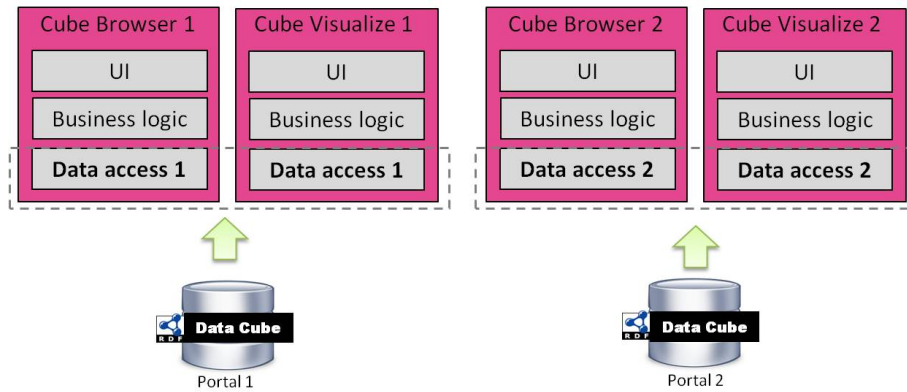 Cube Browser 1
UI
Business logic
Data access 1
Cube Visualize 1
UI
Business logic
Data access 1
Cube Browser 2
UI
Business logic
Data access 2
Cube Visualize 2
UI
Business logic
Data access 2
RDF
Data Cube
Portal 1
RDF
Data Cube
Portal 2